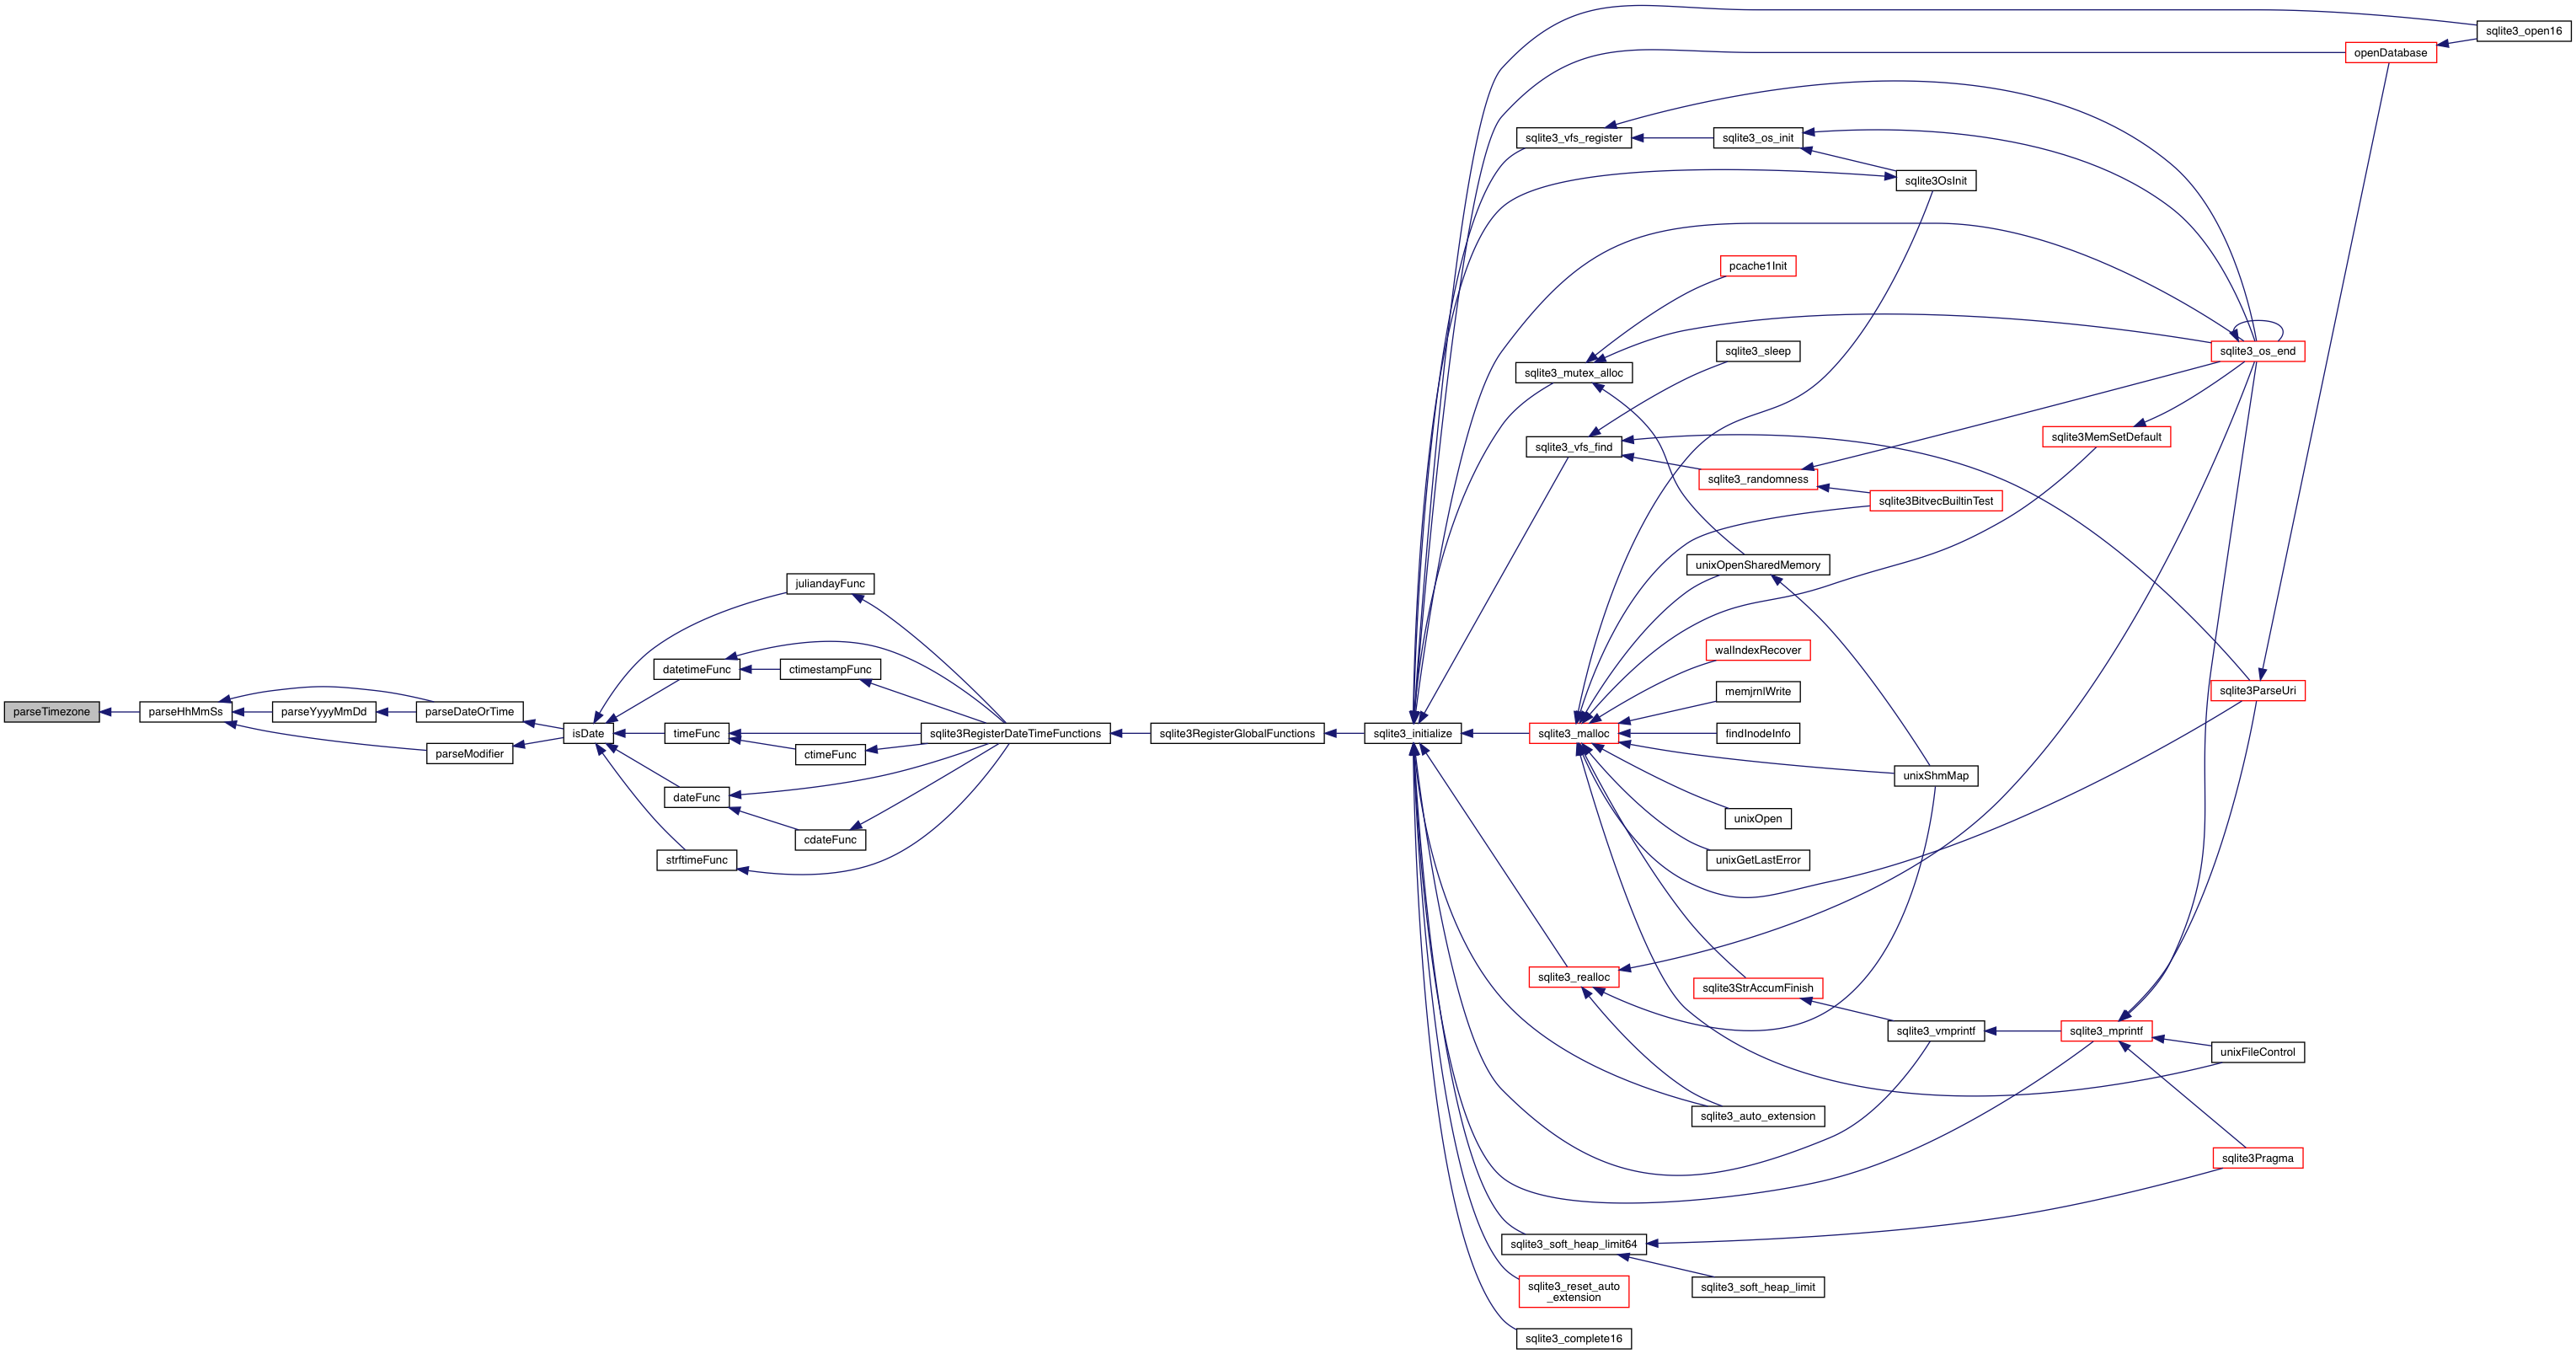 sqlite3_open16
openDatabase
sqlite3_vfs_register
sqlite3_os_init
sqlite3OsInit
pcache1Init
sqlite3_sleep
sqlite3_os_end
sqlite3_mutex_alloc
sqlite3_vfs_find
sqlite3MemSetDefault
sqlite3_randomness
sqlite3BitvecBuiltinTest
unixOpenSharedMemory
juliandayFunc
walIndexRecover
datetimeFunc
ctimestampFunc
memjrnlWrite
sqlite3ParseUri
parseTimezone
parseHhMmSs
parseYyyyMmDd
parseDateOrTime
isDate
timeFunc
sqlite3RegisterDateTimeFunctions
sqlite3RegisterGlobalFunctions
sqlite3_initialize
sqlite3_malloc
findInodeInfo
parseModifier
ctimeFunc
unixShmMap
dateFunc
unixOpen
cdateFunc
strftimeFunc
unixGetLastError
sqlite3_realloc
sqlite3StrAccumFinish
sqlite3_vmprintf
sqlite3_mprintf
unixFileControl
sqlite3_auto_extension
sqlite3Pragma
sqlite3_soft_heap_limit64
sqlite3_reset_auto
_extension
sqlite3_soft_heap_limit
sqlite3_complete16